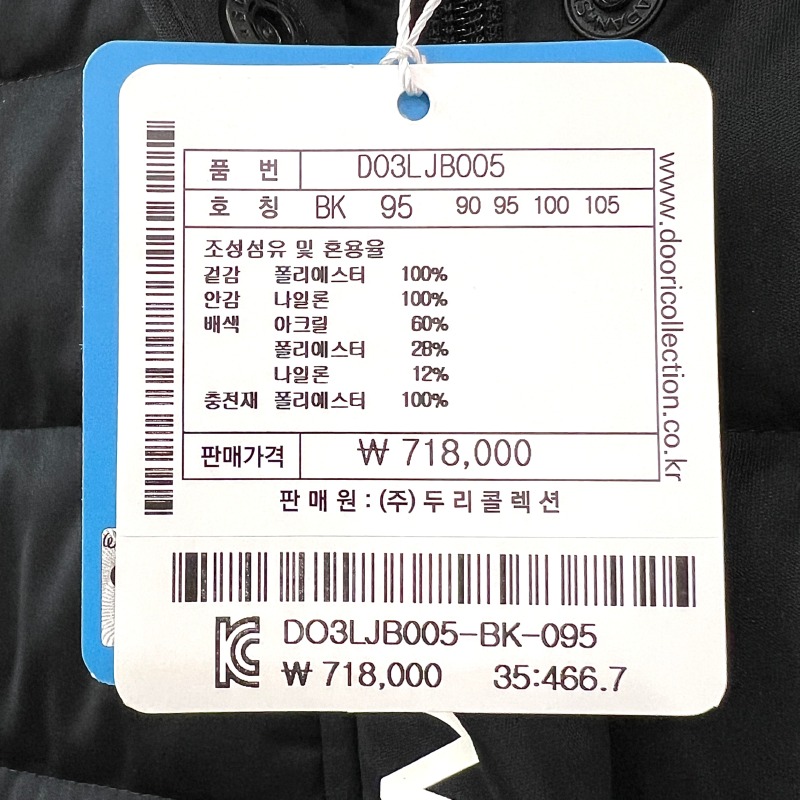 품 번 DO3LJB005
호 칭 BK 95 90 95 100 105
조성섬유 및 혼용율
겉감 폴리에스터 100%
안감 나일론 100%
배색 아크릴 60%
폴리에스터 28%
나일론 12%
충전재 폴리에스터 100%
판매가격 ₩ 718,000
판 매 원 : (주) 두 리 콜 렉 션
www.dooricollection.co.kr
DO3LJB005-BK-095
₩ 718,000 35:466.7